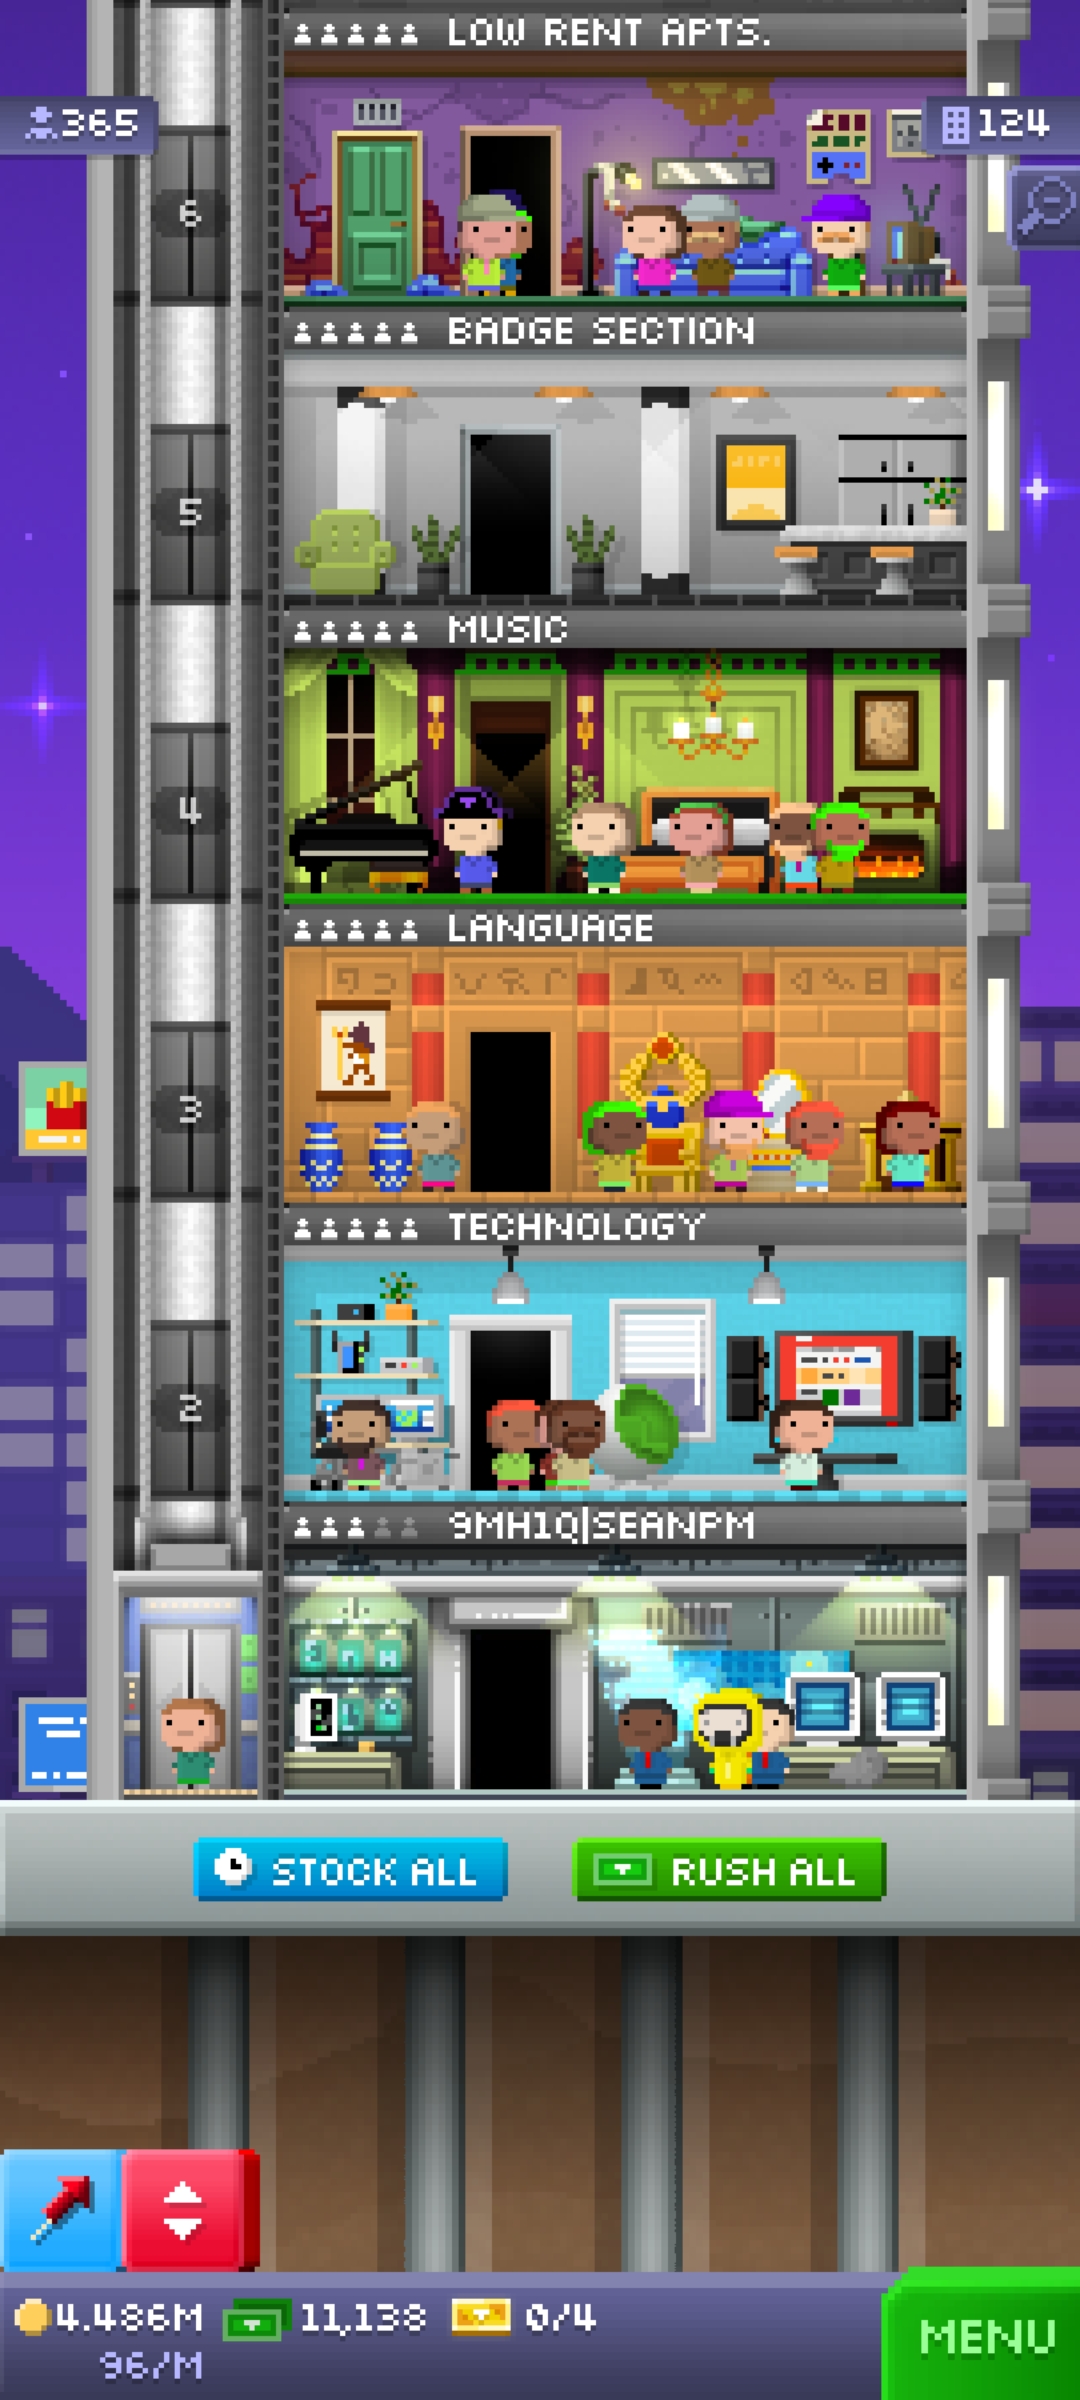 LOW RENT APTS.
365
124
6
BADGE SECTION
5
MUSIC
4
LANGUAGE
3
TECHNOLOGY
2
9MH1Q|SEANPM
STOCK ALL
RUSH ALL
4.486M
11,138
0/4
96/M
MENU